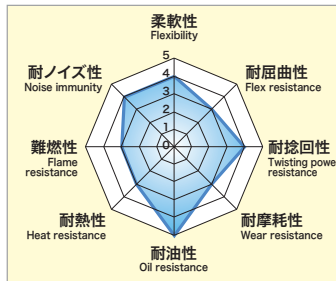 柔軟性
Flexibility
耐ノイズ性
Noise immunity
耐屈曲性
Flex resistance
5
4
3
2
1
0
難燃性
Flame
resistance
耐捻回性
Twisting power
resistance
耐熱性
Heat resistance
耐摩耗性
Wear resistance
耐油性
Oil resistance